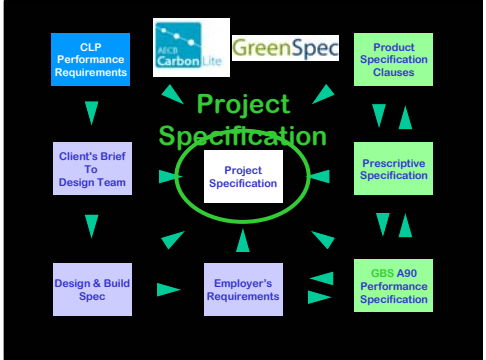 CLP
Performance
Requirements
AECB
CarbonLite
GreenSpec
Product
Specification
Clauses
Project
Specification
Client's Brief
To
Design Team
Project
Specification
Prescriptive
Specification
Design & Build
Spec
Employer's
Requirements
GBS A90
Performance
Specification